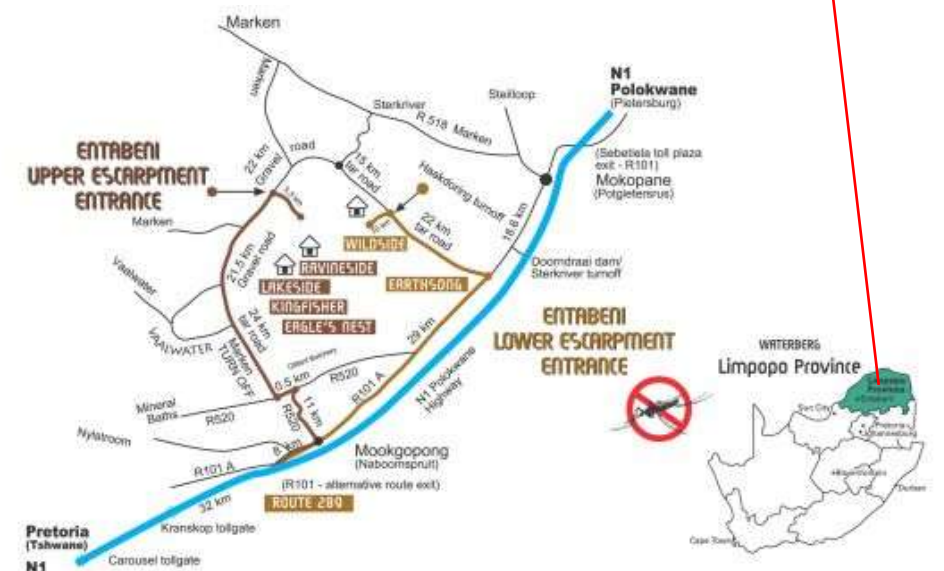 Marken
N1
Polokwane
(Pietersburg)
Marken
Sterkriver
R 518 Marken
Steilloop
ENTABENI
UPPER ESCARPMENT
ENTRANCE
22 km
Gravel road
15 km
tar road
Haakdoring turnoff
(Sebetiela toll plaza
exit - R101)
Mokopane
(Potgietersrus)
Marken
22 km
tar road
18,6 km
WILDSIDE
Doorndraai dam/
Sterkriver turnoff
Vaalwater
21,5 km
Gravel road
RAVINESIDE
LAKESIDE
KINGFISHER
EAGLE'S NEST
EARTHSONG
ENTABENI
LOWER ESCARPMENT
ENTRANCE
VAALWATER
24 km
tar road
29 km
Marken
TURN OFF
0.5 km
R520
R101 A
N1 Polokwane
Highway
WATERBERG
Limpopo Province
Mineral
Baths
R520
R520
11 km
Nylstroom
8 km
R101 A
Mookgopong
(Naboomspruit)
(R101 - alternative route exit)
ROUTE 289
32 km
Kranskop tollgate
Pretoria
(Tshwane)
N1
Carousel tollgate
Sun City
Pretoria
Johannesburg
Bloemfontein
Durban
Cape Town